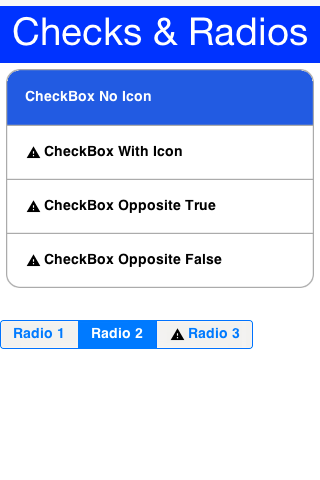 Checks & Radios
CheckBox No Icon
CheckBox With Icon
CheckBox Opposite True
CheckBox Opposite False
Radio 1 Radio 2 Radio 3